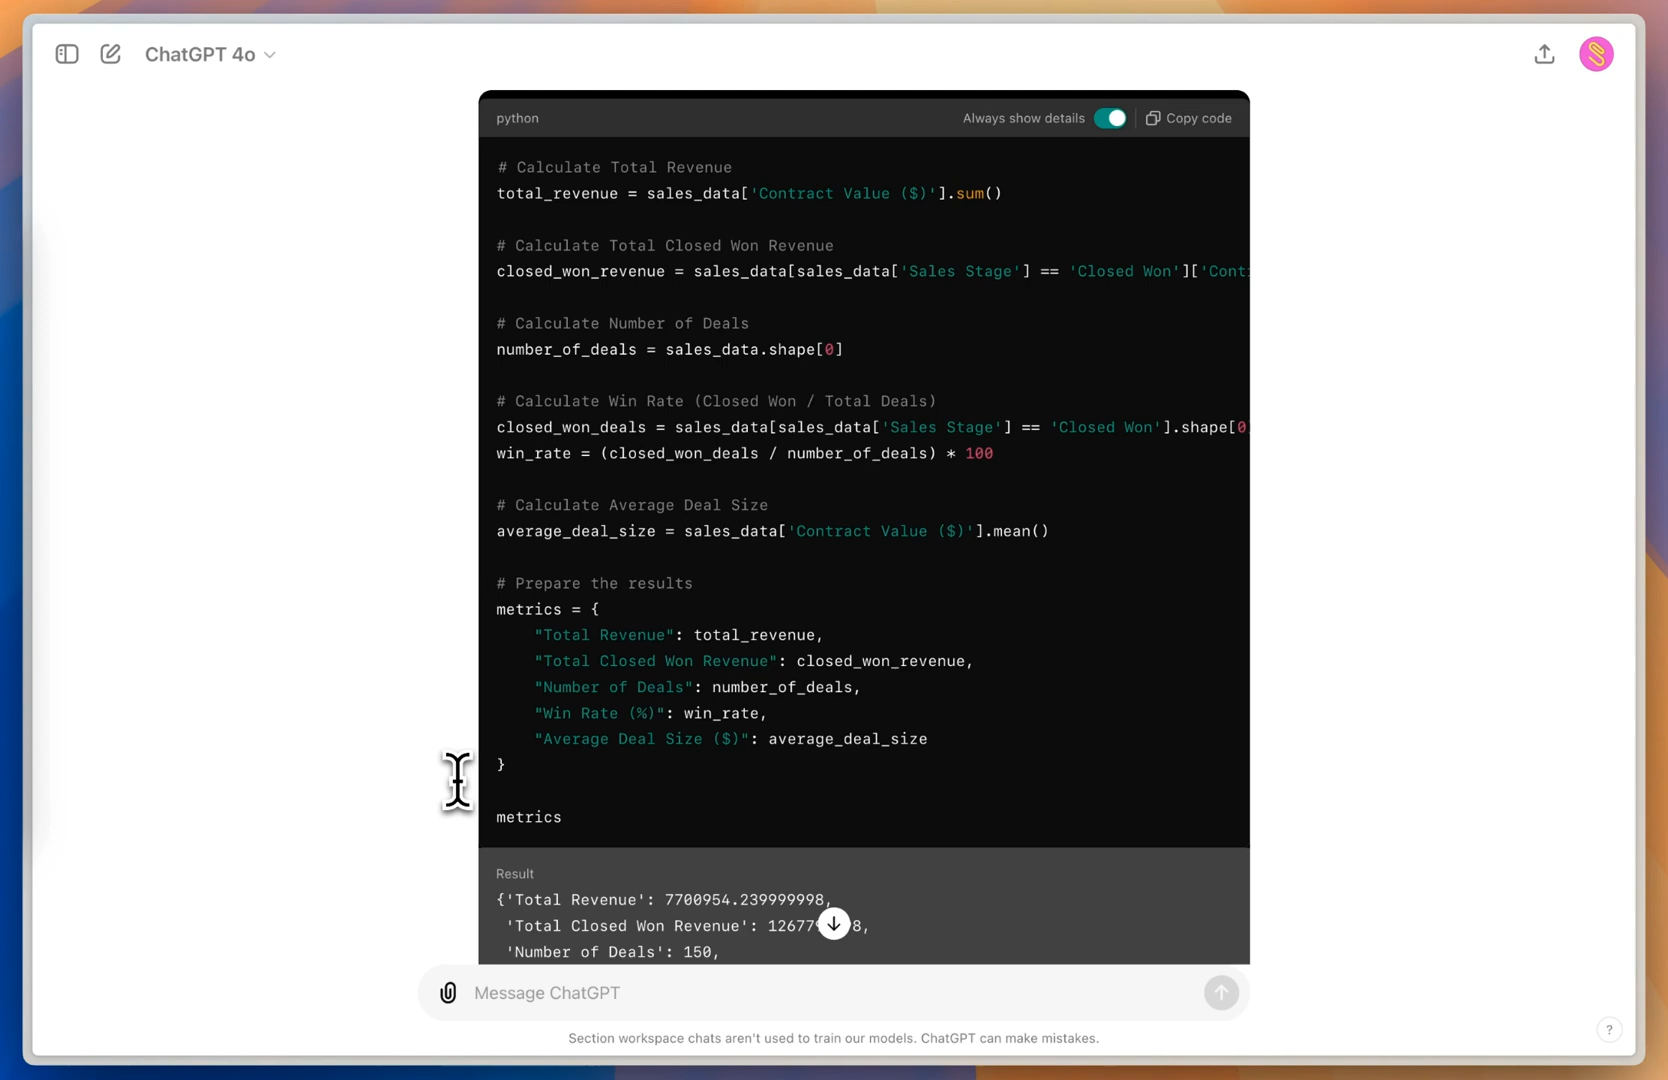 ChatGPT 4o
python
Always show details
Copy code
# Calculate Total Revenue
total_revenue = sales_data['Contract Value ($)'].sum()
# Calculate Total Closed Won Revenue
closed_won_revenue = sales_data[sales_data['Sales Stage'] == 'Closed Won']['Cont
# Calculate Number of Deals
number_of_deals = sales_data.shape[0]
# Calculate Win Rate (Closed Won / Total Deals)
closed_won_deals = sales_data[sales_data['Sales Stage'] == 'Closed Won'].shape[0
win_rate = (closed_won_deals / number_of_deals) * 100
# Calculate Average Deal Size
average_deal_size = sales_data['Contract Value ($)'].mean()
# Prepare the results
metrics = {
"Total Revenue": total_revenue,
"Total Closed Won Revenue": closed_won_revenue,
"Number of Deals": number_of_deals,
"Win Rate (%)": win_rate,
"Average Deal Size ($)": average_deal_size
}
metrics
Result
{'Total Revenue': 7700954.239999998,
'Total Closed Won Revenue':
'Number of Deals': 150,
Message ChatGPT
Section workspace chats aren't used to train our models. ChatGPT can make mistakes.
?